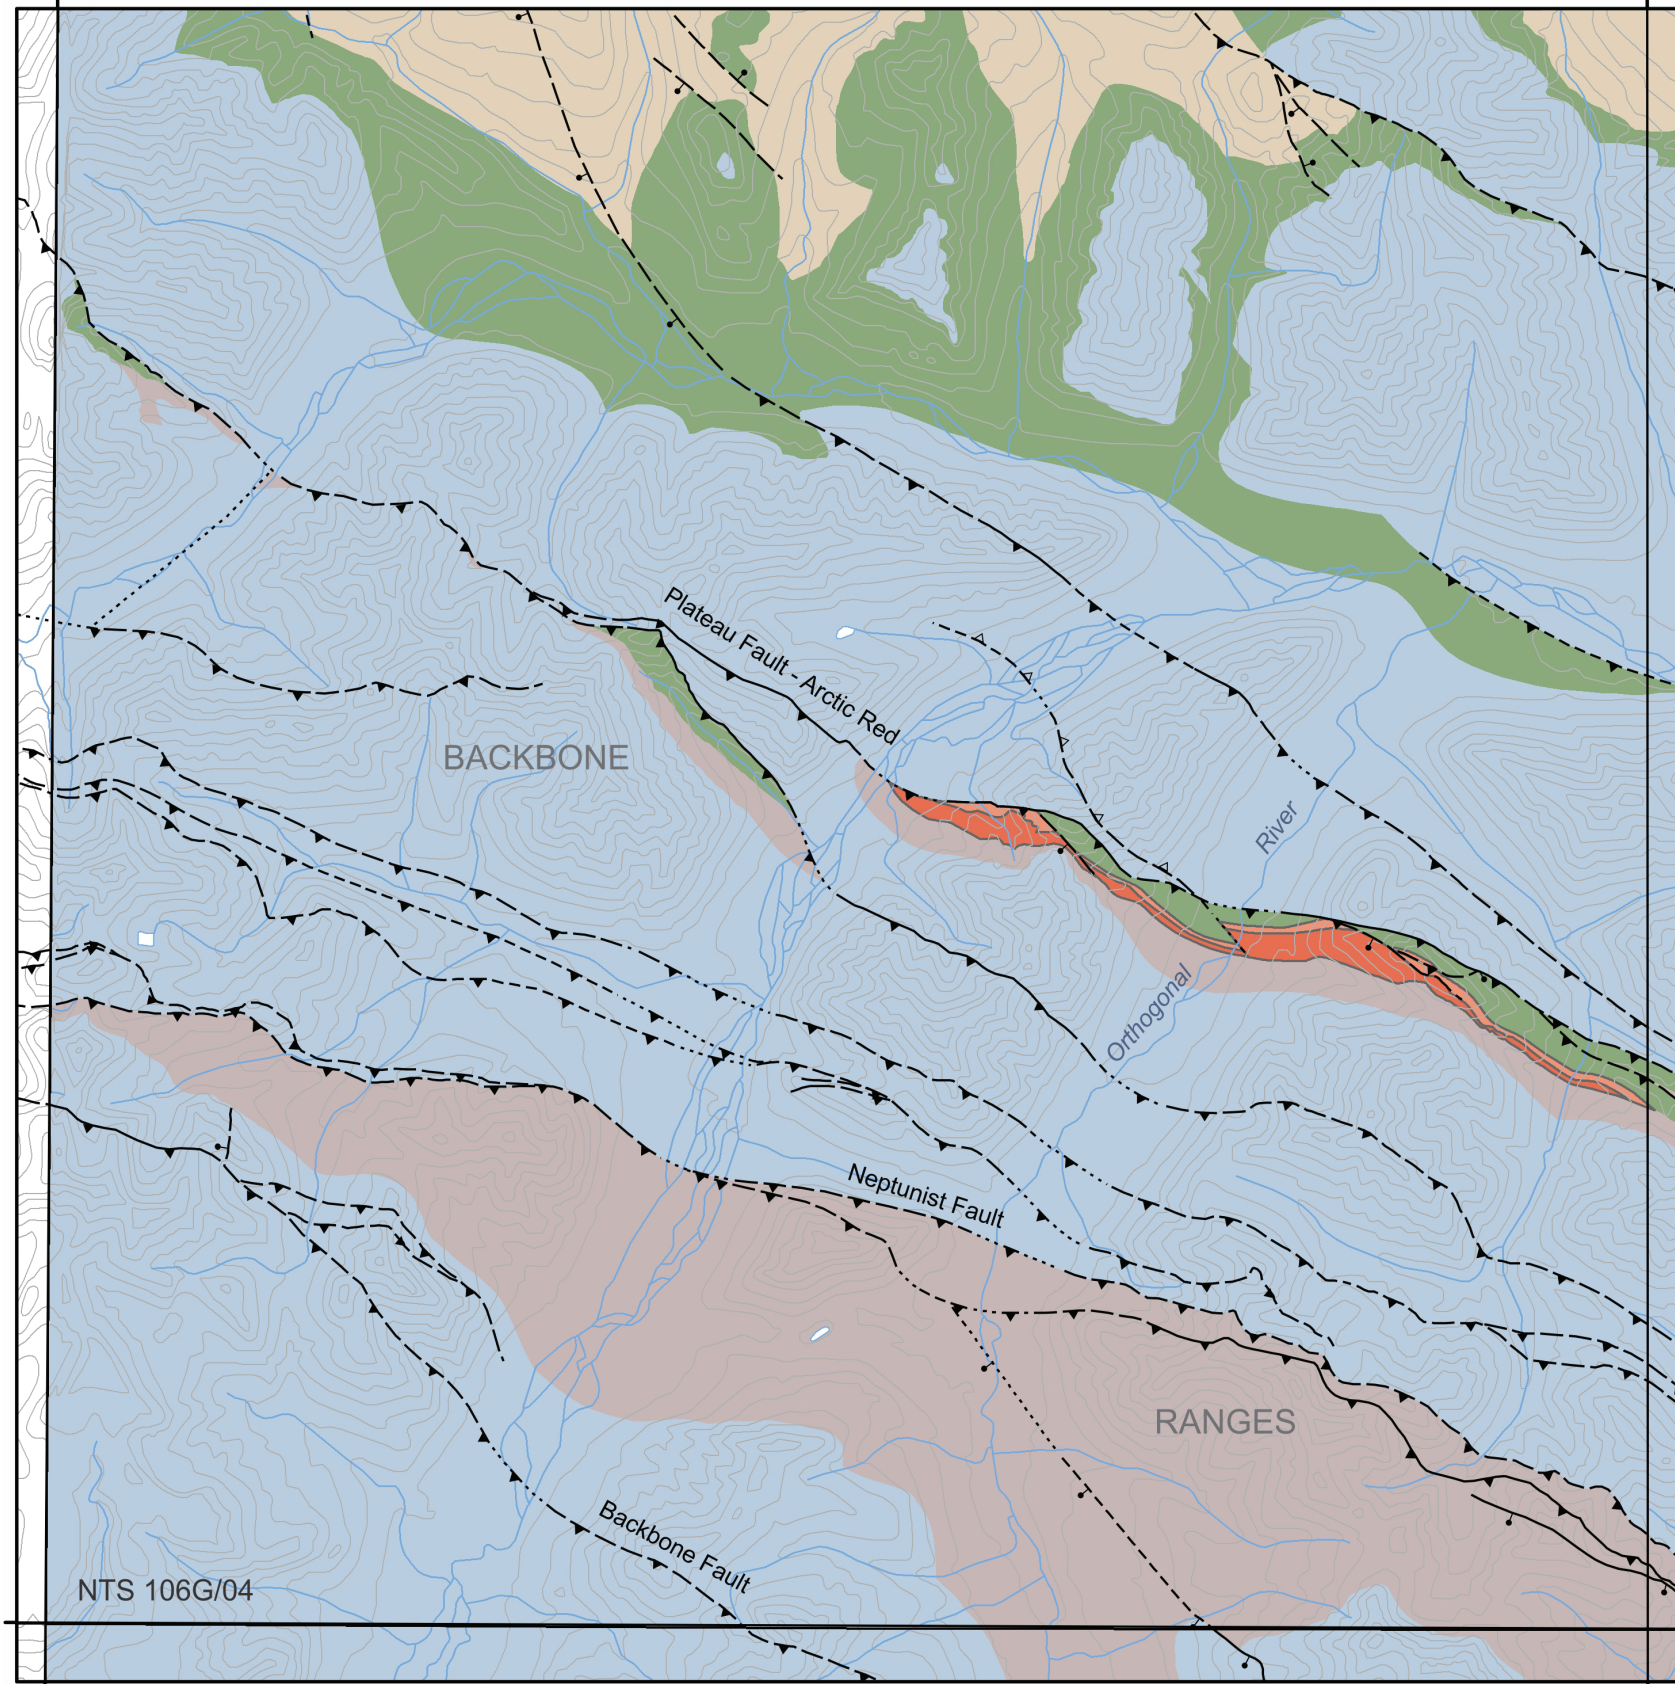 Plateau Fault - Arctic Red
BACKBONE
River
Orthogonal
Neptunist Fault
RANGES
Backbone Fault
NTS 106G/04